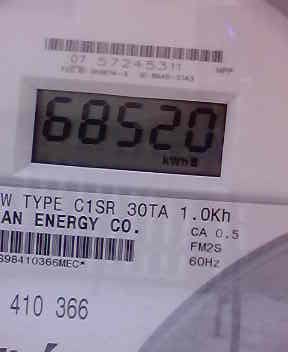 07 57245311
68520
kWh
W TYPE C1SR 30TA 1.0Kh
AN ENERGY CO.
CA 0.5
FM2S
60Hz
98410366MEC*
410 366